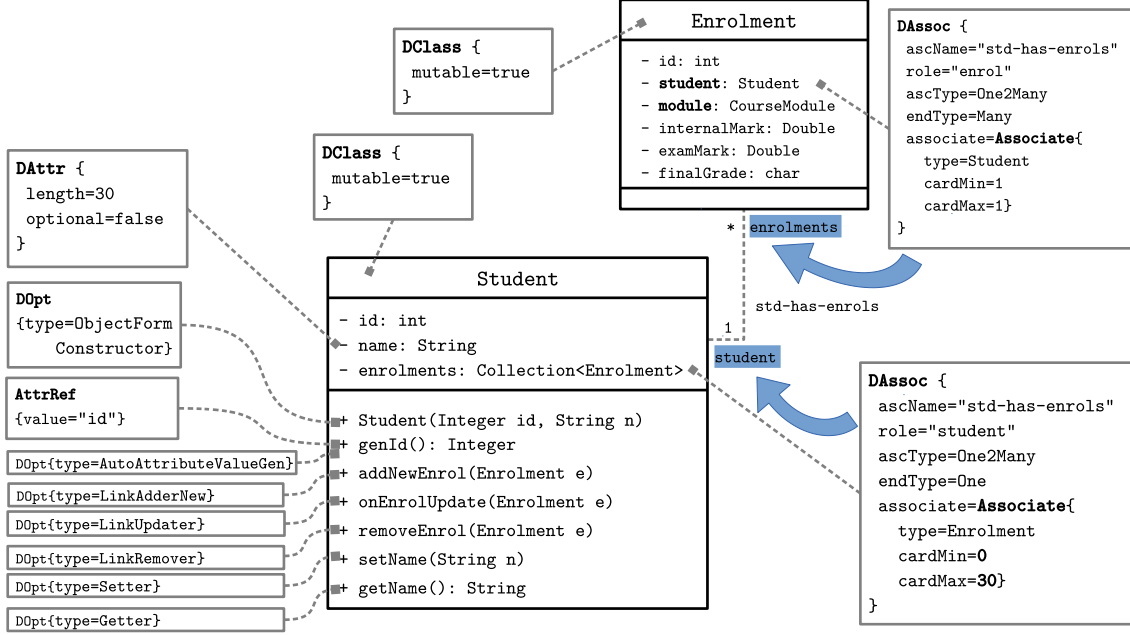 Enrolment
- id: int
- student: Student
- module: CourseModule
- internalMark: Double
- examMark: Double
- finalGrade: char
DClass {
mutable=true
}
DAssoc {
ascName="std-has-enrols"
role="enrol"
ascType=One2Many
endType=Many
associate=Associate{
type=Student
cardMin=1
cardMax=1}
}
DClass {
mutable=true
}
DAttr {
length=30
optional=false
}
* enrolments
std-has-enrols
1
student
Student
- id: int
- name: String
- enrolments: Collection<Enrolment>
+ Student(Integer id, String n)
+ genId(): Integer
+ addNewEnrol(Enrolment e)
+ onEnrolUpdate(Enrolment e)
+ removeEnrol(Enrolment e)
+ setName(String n)
+ getName(): String
DOpt
{type=ObjectForm
Constructor}
AttrRef
{value="id"}
DOpt{type=AutoAttributeValueGen}
DOpt{type=LinkAdderNew}
DOpt{type=LinkUpdater}
DOpt{type=LinkRemover}
DOpt{type=Setter}
DOpt{type=Getter}
DAssoc {
ascName="std-has-enrols"
role="student"
ascType=One2Many
endType=One
associate=Associate{
type=Enrolment
cardMin=0
cardMax=30}
}